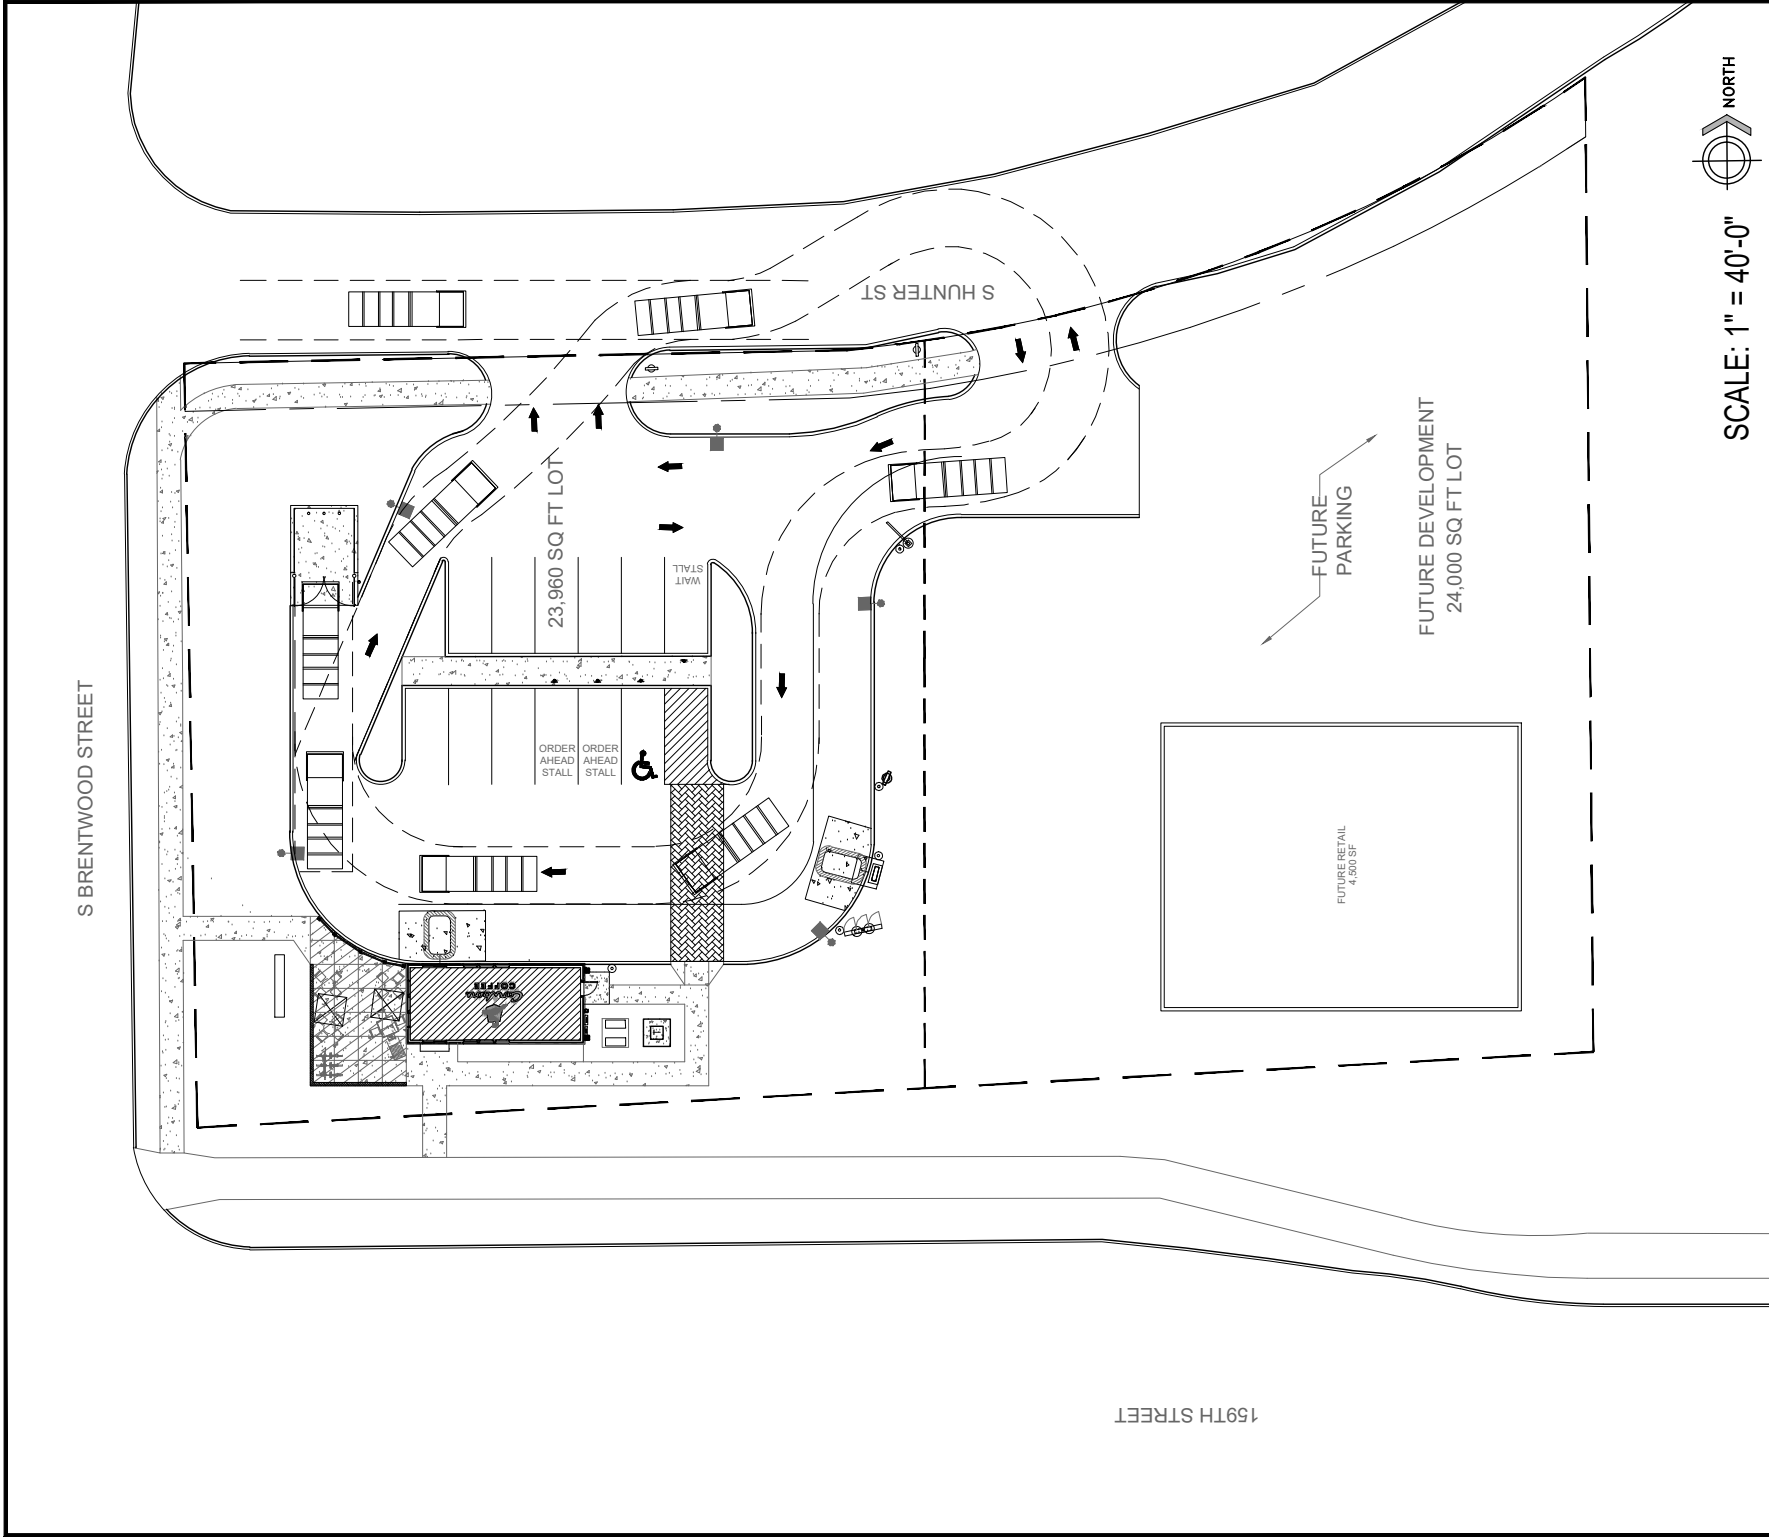 NORTH
SCALE: 1" = 40'-0"
S HUNTER ST
23,960 SQ FT LOT
WAIT
STALL
FUTURE
PARKING
FUTURE DEVELOPMENT
24,000 SQ FT LOT
S BRENTWOOD STREET
ORDER
AHEAD
STALL
ORDER
AHEAD
STALL
FUTURE RETAIL
4,500 SF
COFFEE
159TH STREET